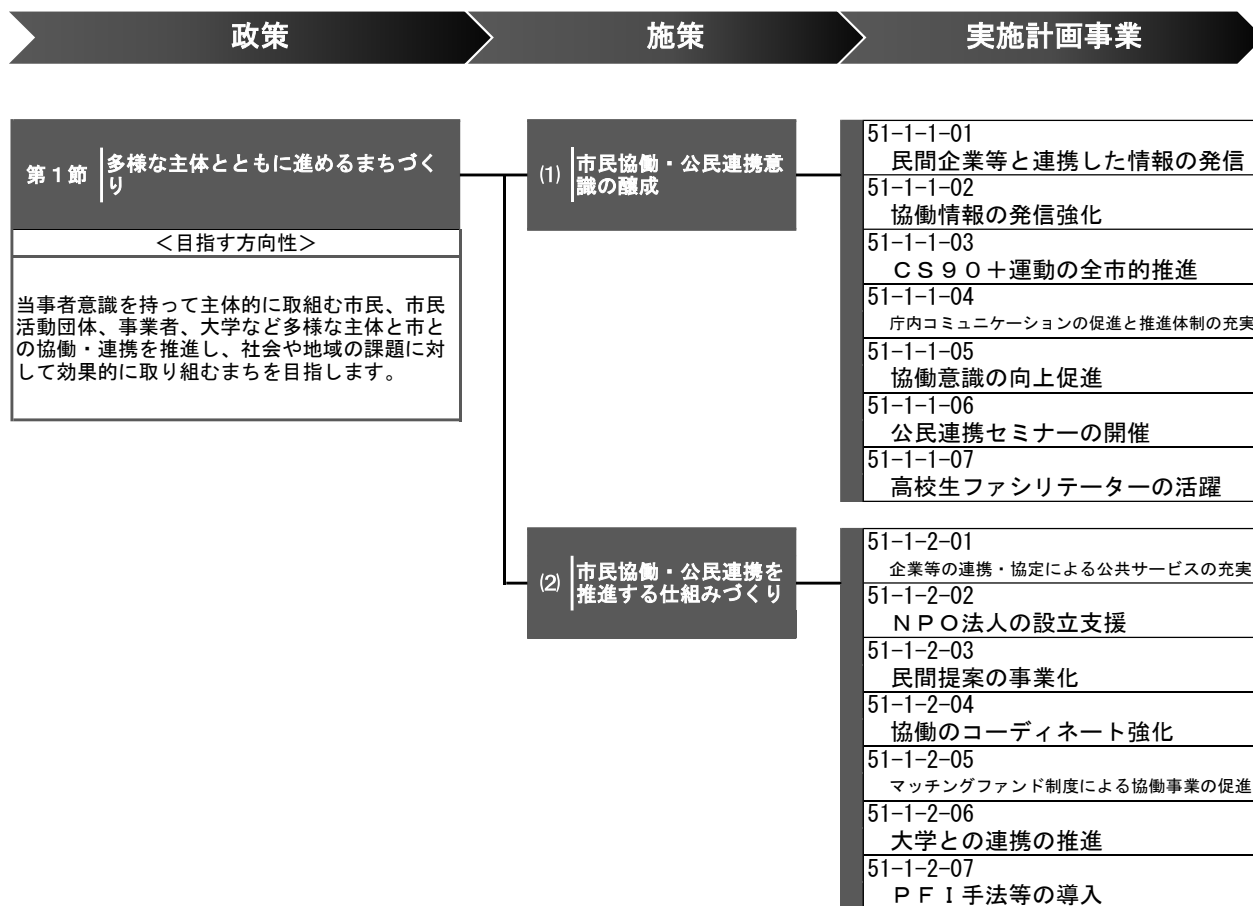 政策
施策
実施計画事業
第１節
多様な主体とともに進めるまちづく
り
＜目指す方向性＞
当事者意識を持って主体的に取組む市民、市民
活動団体、事業者、大学など多様な主体と市と
の協働・連携を推進し、社会や地域の課題に対
して効果的に取り組むまちを目指します。
⑴
市民協働・公民連携意
識の醸成
51-1-1-01
民間企業等と連携した情報の発信
51-1-1-02
協働情報の発信強化
51-1-1-03
ＣＳ９０＋運動の全市的推進
51-1-1-04
庁内コミュニケーションの促進と推進体制の充実
51-1-1-05
協働意識の向上促進
51-1-1-06
公民連携セミナーの開催
51-1-1-07
高校生ファシリテーターの活躍
⑵
市民協働・公民連携を
推進する仕組みづくり
51-1-2-01
企業等の連携・協定による公共サービスの充実
51-1-2-02
ＮＰＯ法人の設立支援
51-1-2-03
民間提案の事業化
51-1-2-04
協働のコーディネート強化
51-1-2-05
マッチングファンド制度による協働事業の促進
51-1-2-06
大学との連携の推進
51-1-2-07
ＰＦＩ手法等の導入